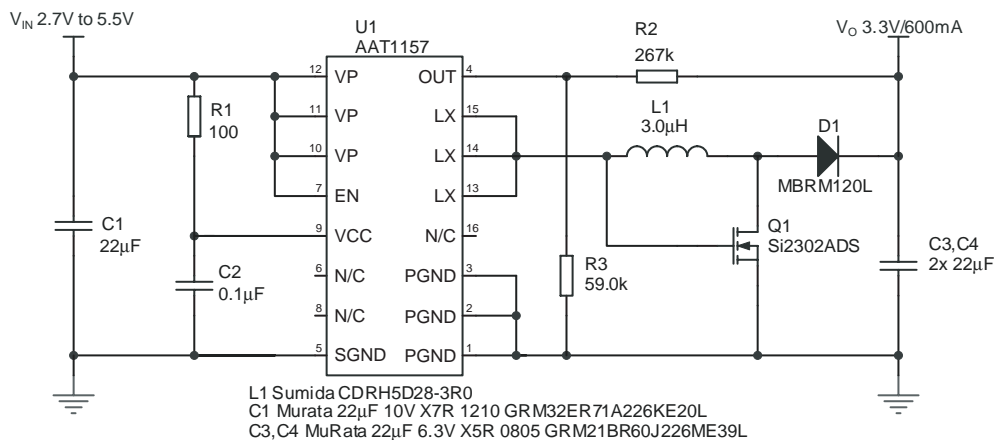 V_IN 2.7V to 5.5V
V_O 3.3V/600mA
U1
AAT1157
R2
267k
12 VP
OUT 4
11 VP
LX 15
10 VP
LX 14
7 EN
LX 13
9 VCC
N/C 16
6 N/C
PGND 3
8 N/C
PGND 2
5 SGND
PGND 1
R1
100
L1
3.0µH
D1
MBRM120L
C1
22µF
Q1
Si2302ADS
C2
0.1µF
R3
59.0k
C3,C4
2x 22µF
L1 Sumida CDRH5D28-3R0
C1 Murata 22µF 10V X7R 1210 GRM32ER71A226KE20L
C3,C4 MuRata 22µF 6.3V X5R 0805 GRM21BR60J226ME39L